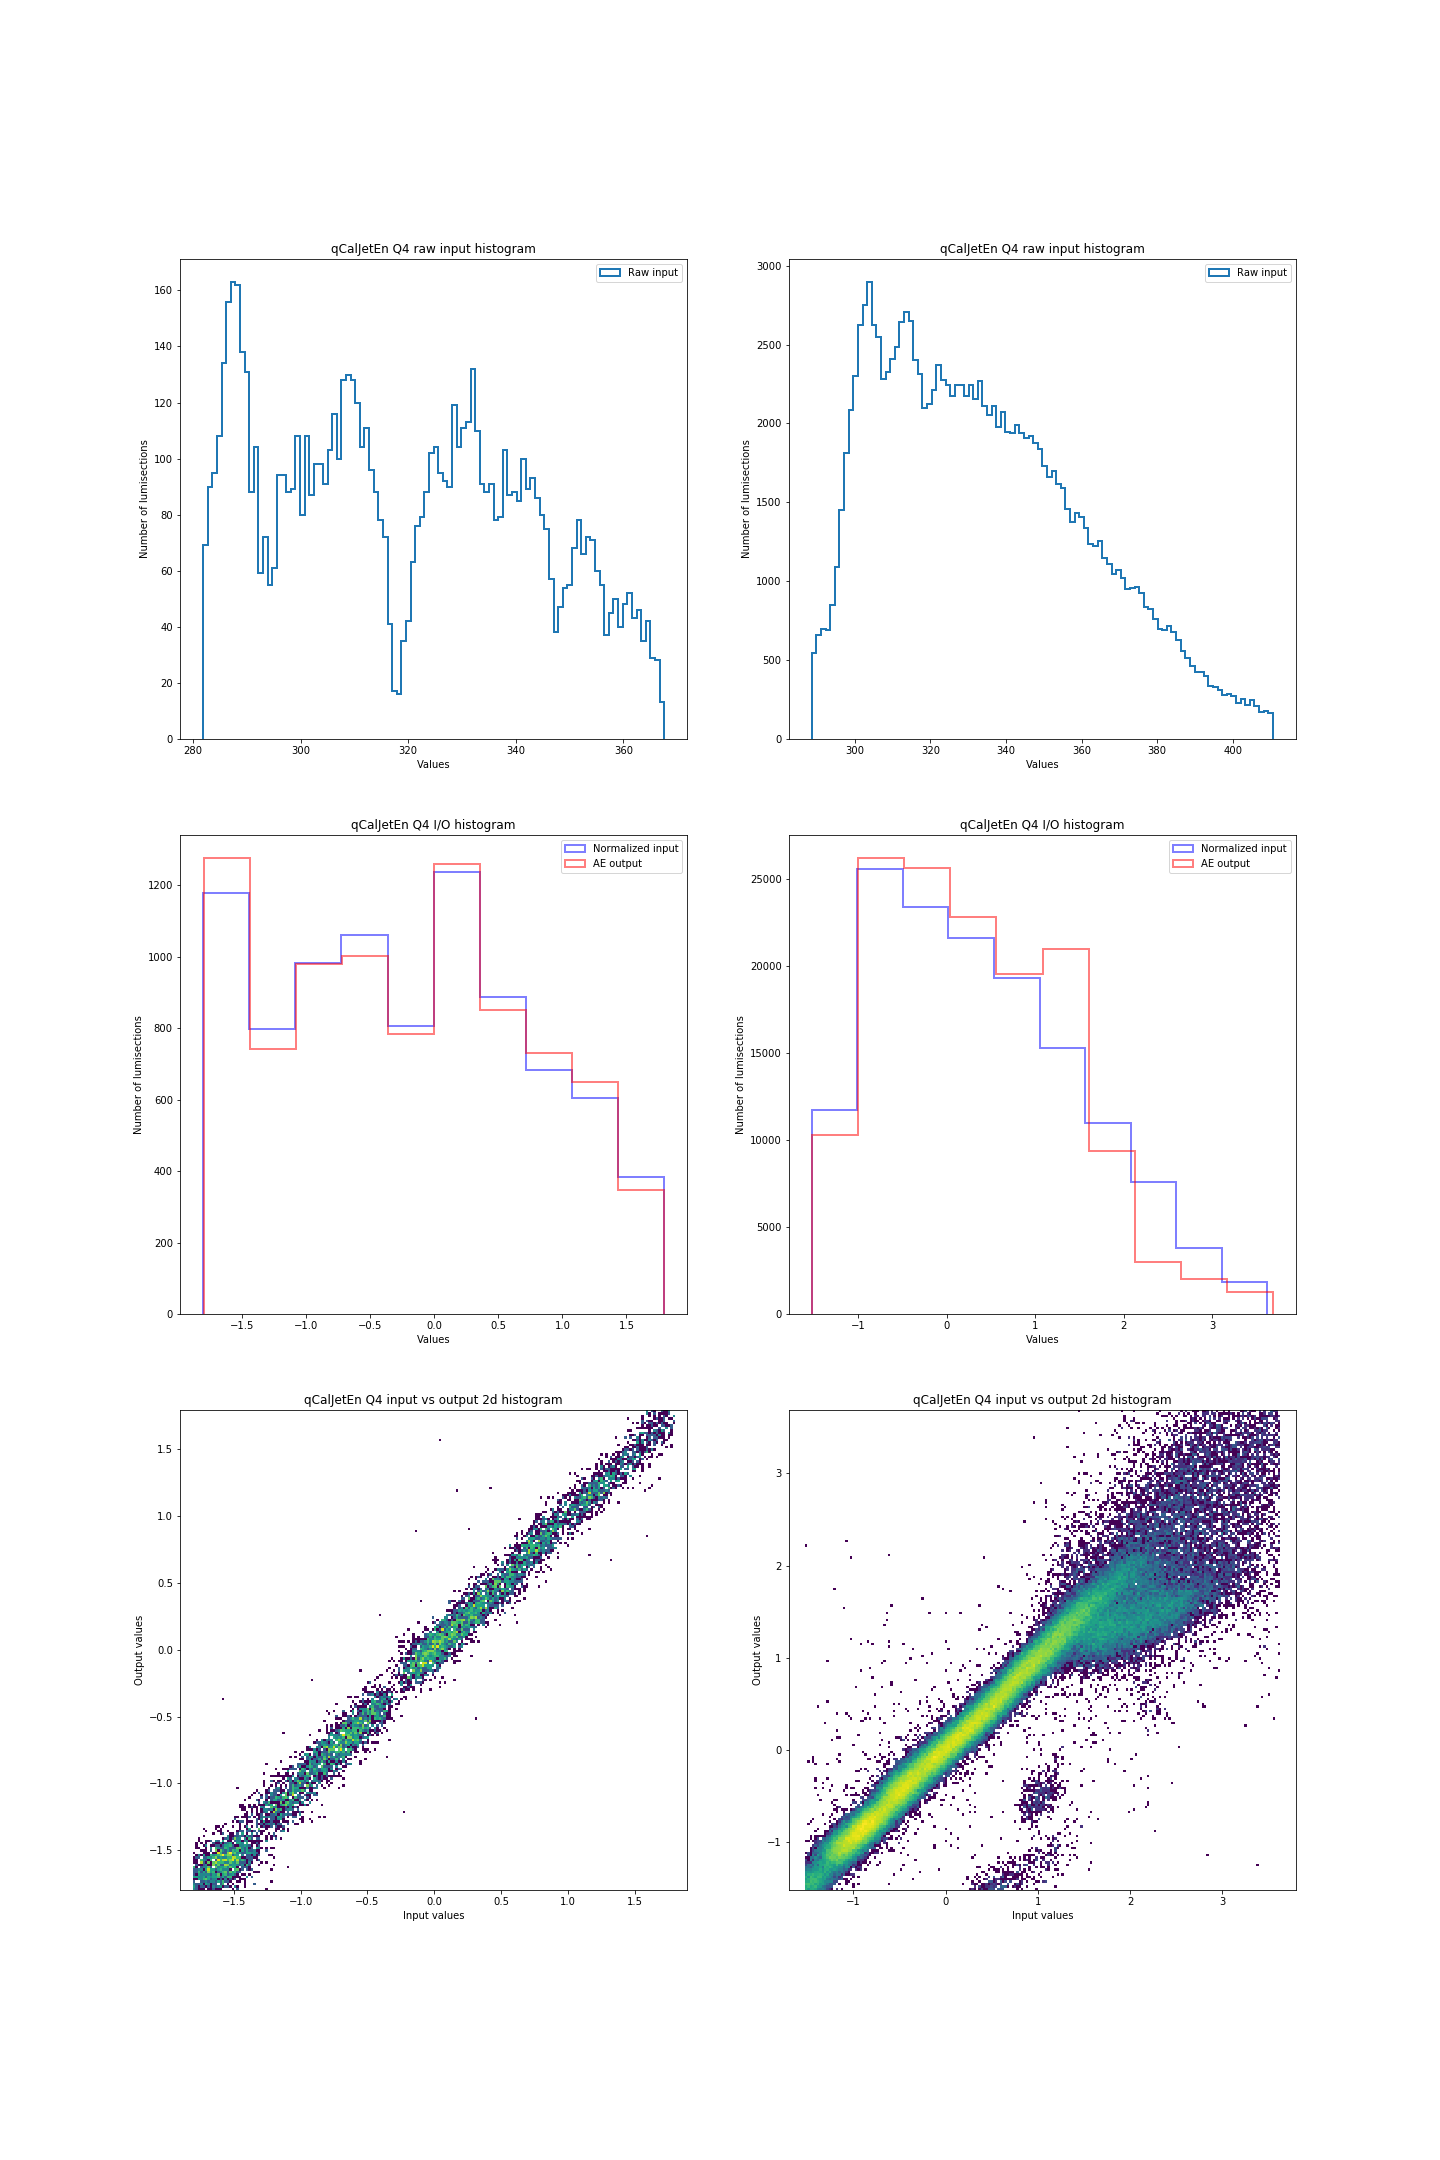 qCalJetEn Q4 raw input histogram
Raw input
Number of lumisections
160
140
120
100
80
60
40
20
0
280 300 320 340 360
Values
qCalJetEn Q4 raw input histogram
Raw input
Number of lumisections
3000
2500
2000
1500
1000
500
0
300 320 340 360 380 400
Values
qCalJetEn Q4 I/O histogram
Normalized input
AE output
Number of lumisections
1200
1000
800
600
400
200
0
−1.5 −1.0 −0.5 0.0 0.5 1.0 1.5
Values
qCalJetEn Q4 I/O histogram
Normalized input
AE output
Number of lumisections
25000
20000
15000
10000
5000
0
−1 0 1 2 3
Values
qCalJetEn Q4 input vs output 2d histogram
Output values
1.5
1.0
0.5
0.0
−0.5
−1.0
−1.5
−1.5 −1.0 −0.5 0.0 0.5 1.0 1.5
Input values
qCalJetEn Q4 input vs output 2d histogram
Output values
3
2
1
0
−1
−1 0 1 2 3
Input values